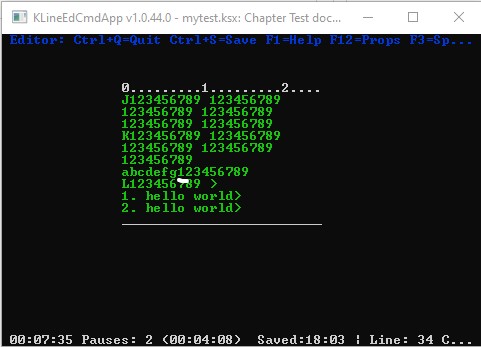 KLineEdCmdApp v1.0.44.0 - mytest.ksx: Chapter Test doc...
Editor: Ctrl+Q=Quit Ctrl+S=Save F1=Help F12=Props F3=Sp...
0.........1.........2....
J123456789 123456789
123456789 123456789
123456789 123456789
K123456789 123456789
123456789 123456789
123456789
abcdefg123456789
L123456789 >
1. hello world>
2. hello world>
00:07:35 Pauses: 2 (00:04:08) Saved:18:03 | Line: 34 C...